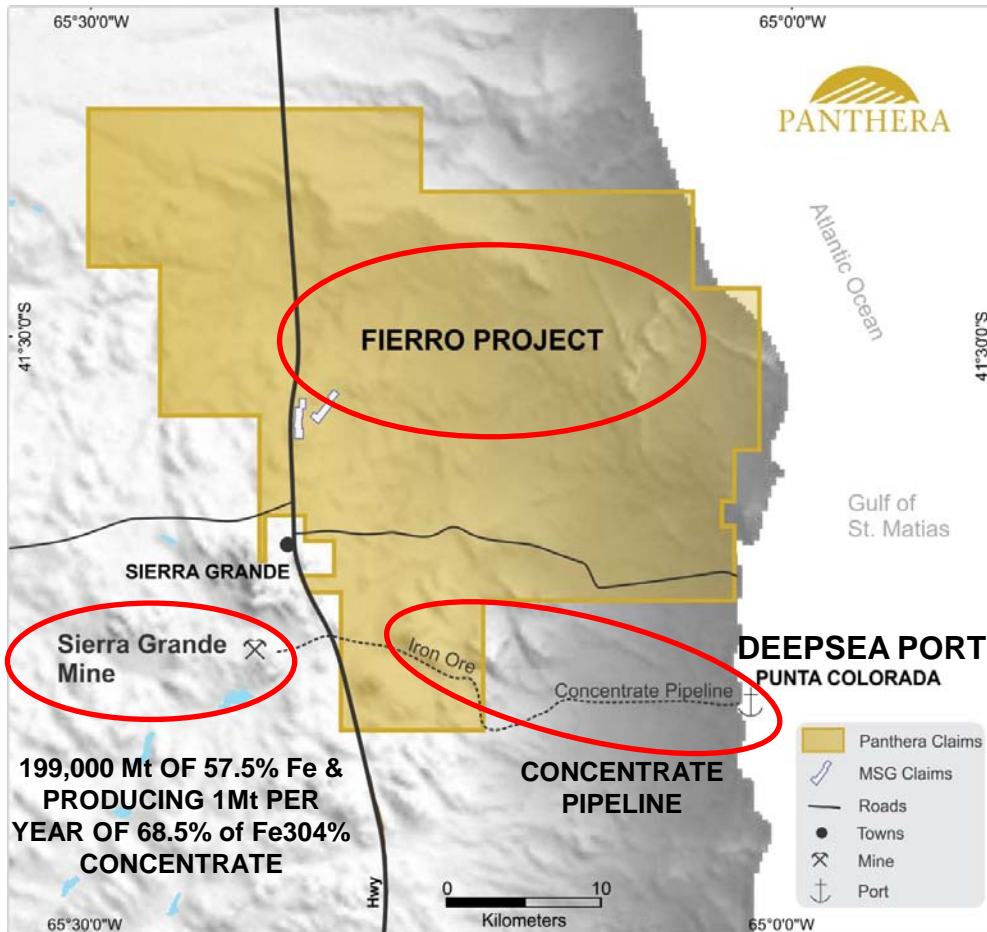 65°30'0"W
65°0'0"W
PANTHERA
Atlantic Ocean
41°30'0"S
41°30'0"S
FIERRO PROJECT
Gulf of
St. Matias
SIERRA GRANDE
Sierra Grande
Mine
Iron Ore
Concentrate Pipeline
DEEPSEA PORT
PUNTA COLORADA
CONCENTRATE
PIPELINE
199,000 Mt OF 57.5% Fe &
PRODUCING 1Mt PER
YEAR OF 68.5% of Fe304%
CONCENTRATE
Hwy
0
10
Kilometers
Panthera Claims
MSG Claims
Roads
Towns
Mine
Port
65°30'0"W
65°0'0"W